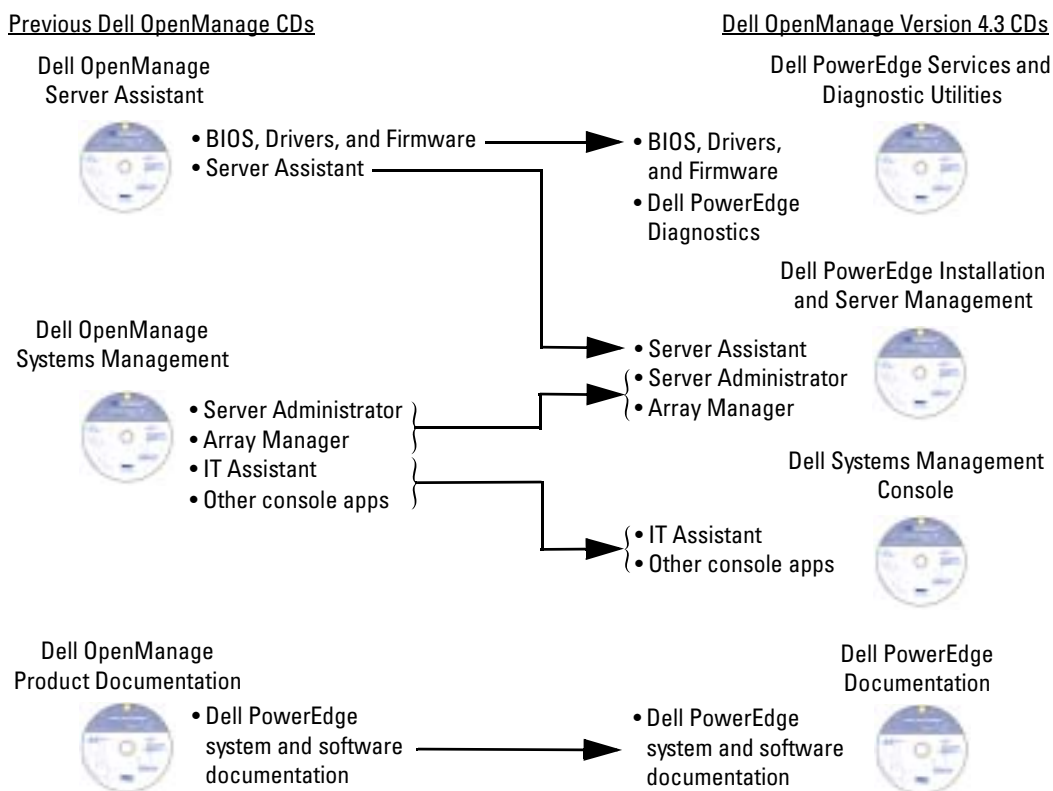 Previous Dell OpenManage CDs
Dell OpenManage Version 4.3 CDs
Dell OpenManage
Server Assistant
• BIOS, Drivers, and Firmware
• Server Assistant
Dell PowerEdge Services and
Diagnostic Utilities
• BIOS, Drivers,
and Firmware
• Dell PowerEdge
Diagnostics
Dell PowerEdge Installation
and Server Management
• Server Assistant
• Server Administrator
• Array Manager
Dell OpenManage
Systems Management
• Server Administrator
• Array Manager
• IT Assistant
• Other console apps
Dell Systems Management
Console
• IT Assistant
• Other console apps
Dell OpenManage
Product Documentation
• Dell PowerEdge
system and software
documentation
Dell PowerEdge
Documentation
• Dell PowerEdge
system and software
documentation